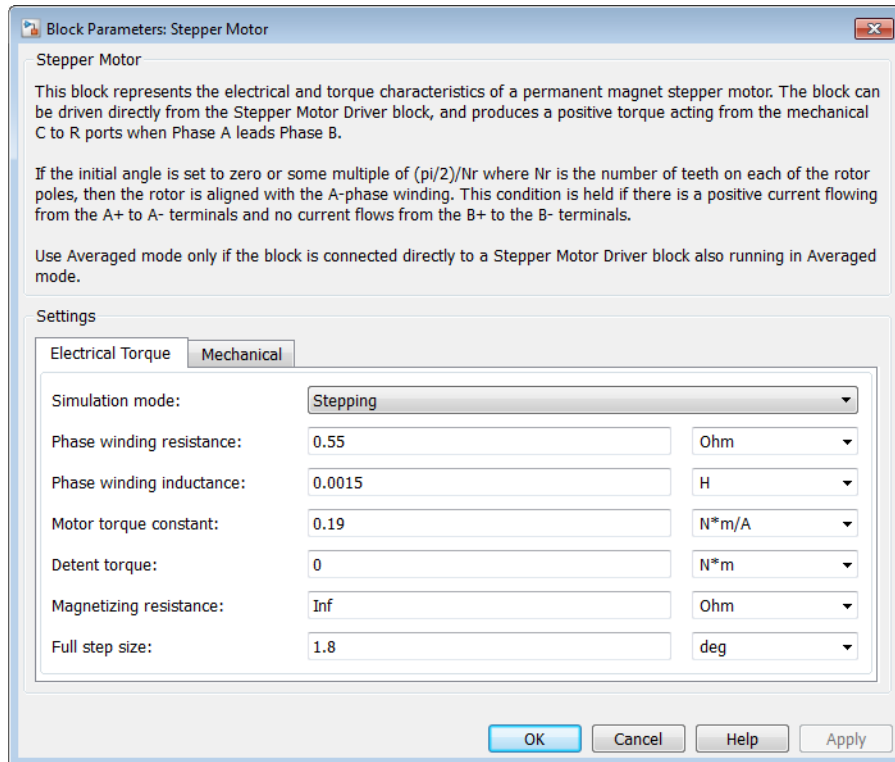 Block Parameters: Stepper Motor
Stepper Motor
This block represents the electrical and torque characteristics of a permanent magnet stepper motor. The block can
be driven directly from the Stepper Motor Driver block, and produces a positive torque acting from the mechanical
C to R ports when Phase A leads Phase B.
If the initial angle is set to zero or some multiple of (pi/2)/Nr where Nr is the number of teeth on each of the rotor
poles, then the rotor is aligned with the A-phase winding. This condition is held if there is a positive current flowing
from the A+ to A- terminals and no current flows from the B+ to the B- terminals.
Use Averaged mode only if the block is connected directly to a Stepper Motor Driver block also running in Averaged
mode.
Settings
Electrical Torque Mechanical
Simulation mode: Stepping
Phase winding resistance: 0.55 Ohm
Phase winding inductance: 0.0015 H
Motor torque constant: 0.19 N*m/A
Detent torque: 0 N*m
Magnetizing resistance: Inf Ohm
Full step size: 1.8 deg
OK Cancel Help Apply